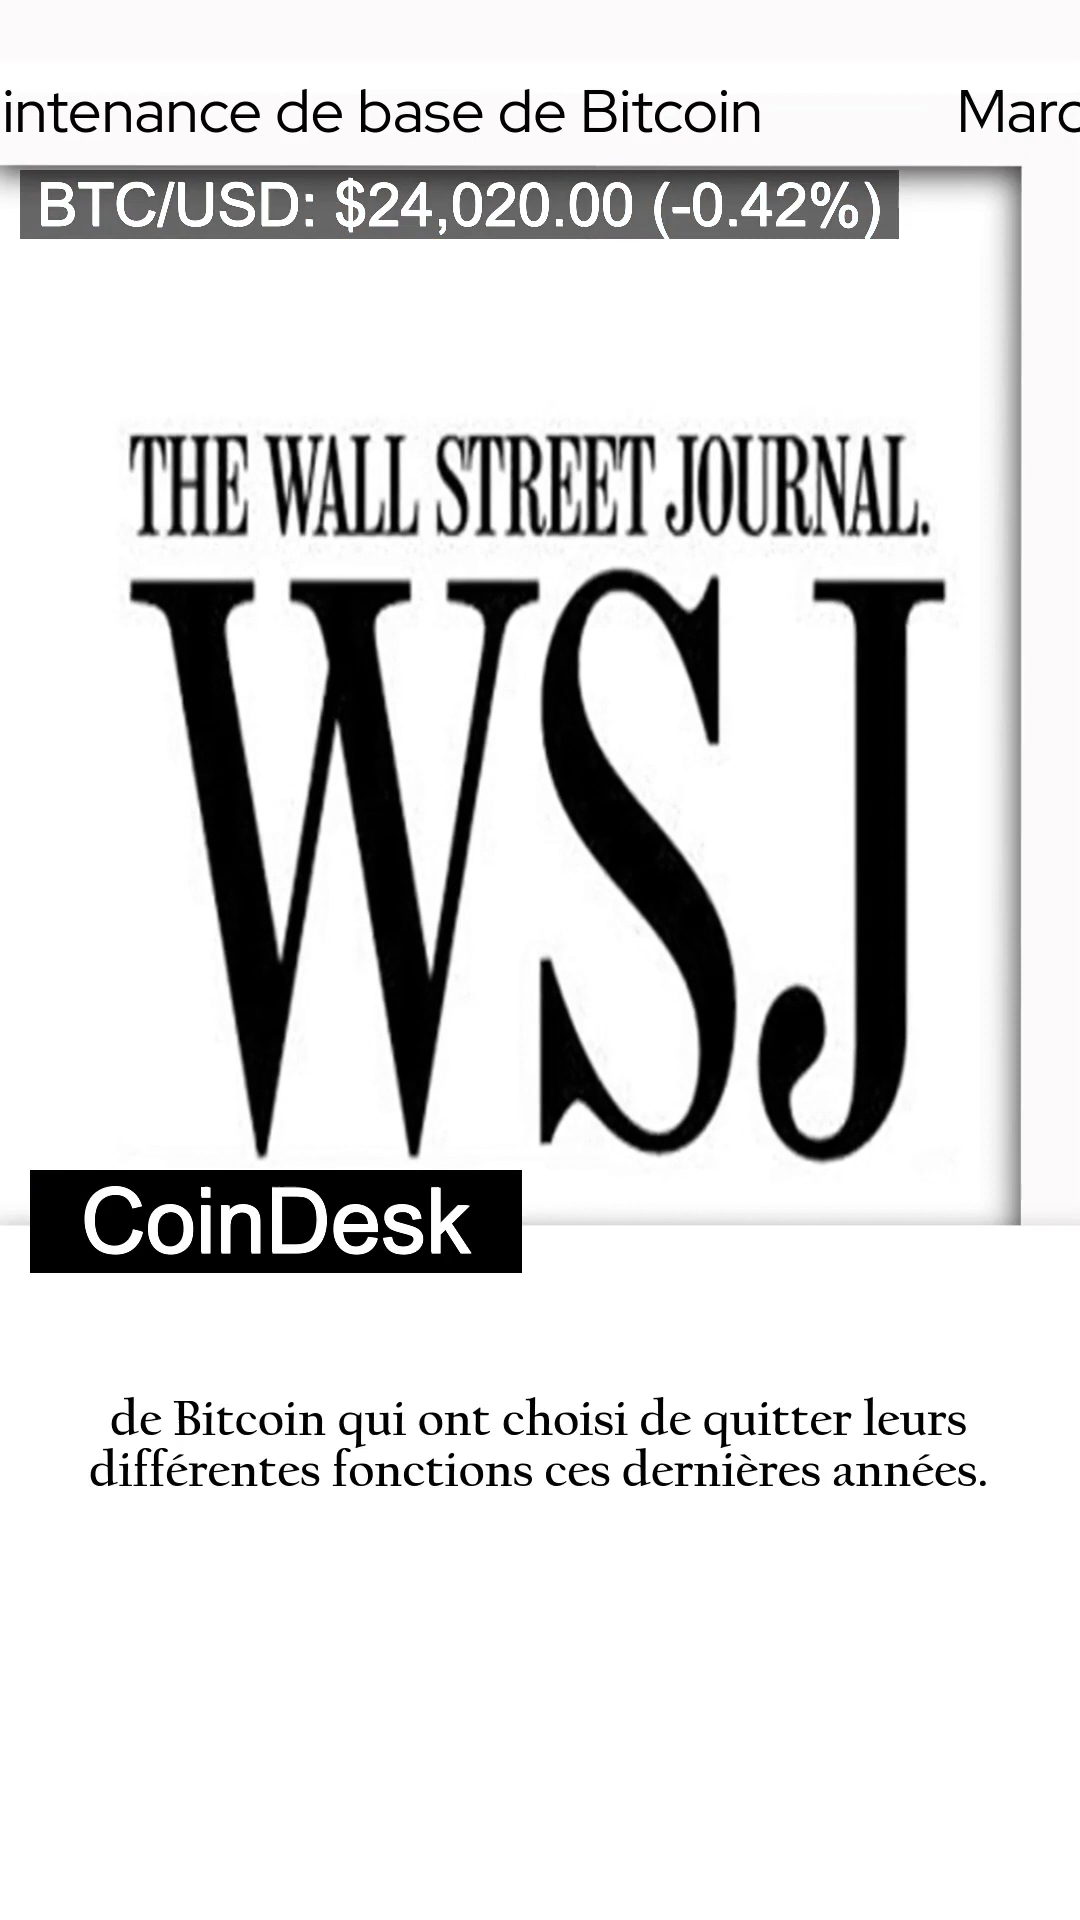 intenance de base de Bitcoin Marc
BTC/USD: $24,020.00 (-0.42%)
THE WALL STREET JOURNAL.
WSJ
CoinDesk
de Bitcoin qui ont choisi de quitter leurs
différentes fonctions ces dernières années.